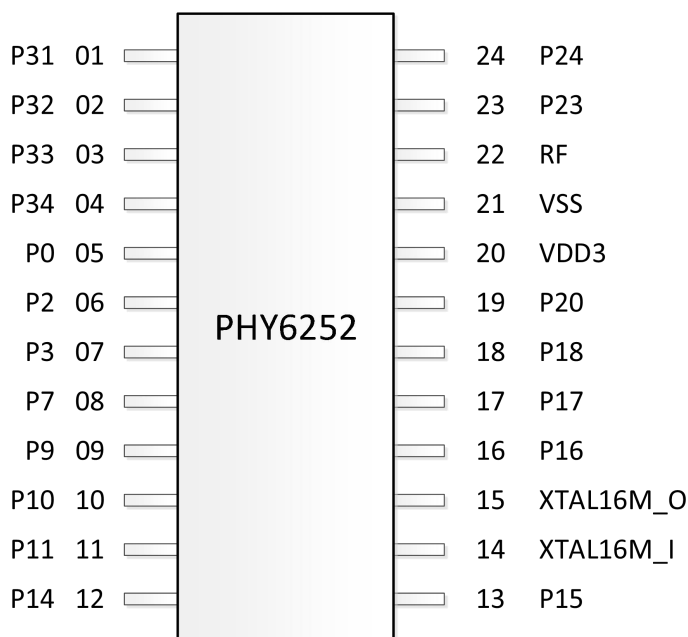 P31 01 24 P24
P32 02 23 P23
P33 03 22 RF
P34 04 21 VSS
P0 05 20 VDD3
P2 06 19 P20
PHY6252
P3 07 18 P18
P7 08 17 P17
P9 09 16 P16
P10 10 15 XTAL16M_O
P11 11 14 XTAL16M_I
P14 12 13 P15